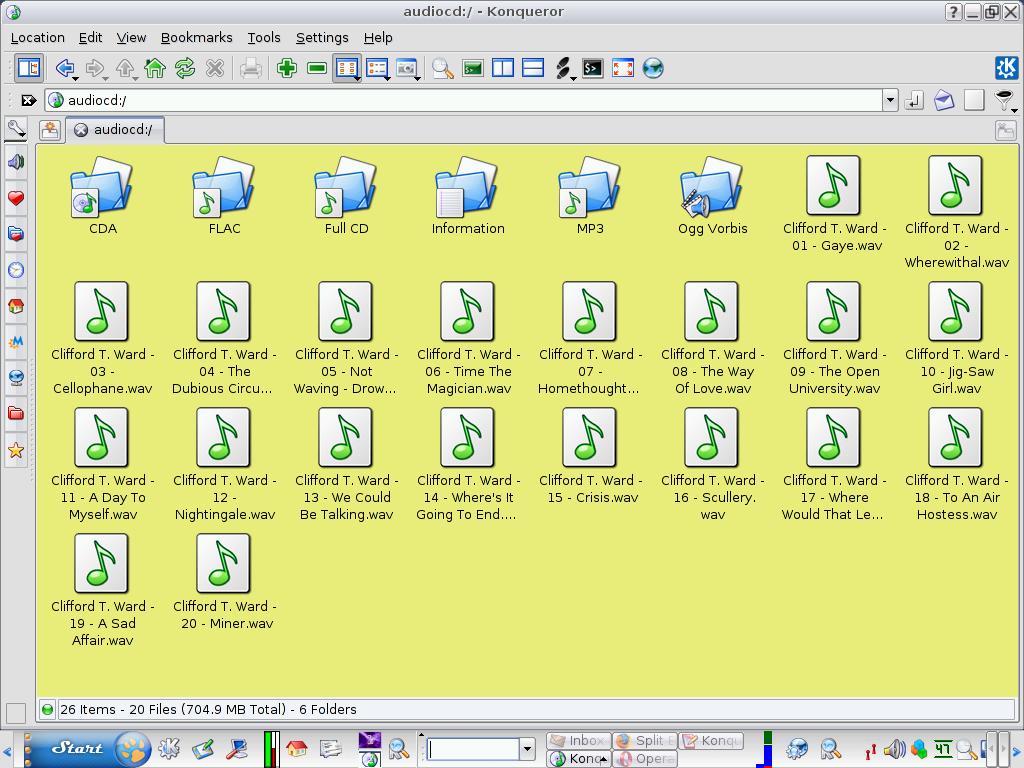 audiocd:/ - Konqueror
Location Edit View Bookmarks Tools Settings Help
audiocd:/
audiocd:/
CDA
FLAC
Full CD
Information
MP3
Ogg Vorbis
Clifford T. Ward -
01 - Gaye.wav
Clifford T. Ward -
02 -
Wherewithal.wav
Clifford T. Ward -
03 -
Cellophane.wav
Clifford T. Ward -
04 - The
Dubious Circu...
Clifford T. Ward -
05 - Not
Waving - Drow...
Clifford T. Ward -
06 - Time The
Magician.wav
Clifford T. Ward -
07 -
Homethought...
Clifford T. Ward -
08 - The Way
Of Love.wav
Clifford T. Ward -
09 - The Open
University.wav
Clifford T. Ward -
10 - Jig-Saw
Girl.wav
Clifford T. Ward -
11 - A Day To
Myself.wav
Clifford T. Ward -
12 -
Nightingale.wav
Clifford T. Ward -
13 - We Could
Be Talking.wav
Clifford T. Ward -
14 - Where's It
Going To End....
Clifford T. Ward -
15 - Crisis.wav
Clifford T. Ward -
16 - Scullery.
wav
Clifford T. Ward -
17 - Where
Would That Le...
Clifford T. Ward -
18 - To An Air
Hostess.wav
Clifford T. Ward -
19 - A Sad
Affair.wav
Clifford T. Ward -
20 - Miner.wav
26 Items - 20 Files (704.9 MB Total) - 6 Folders
Start
Inbox
Split
Konqu
Konq
Opera
47